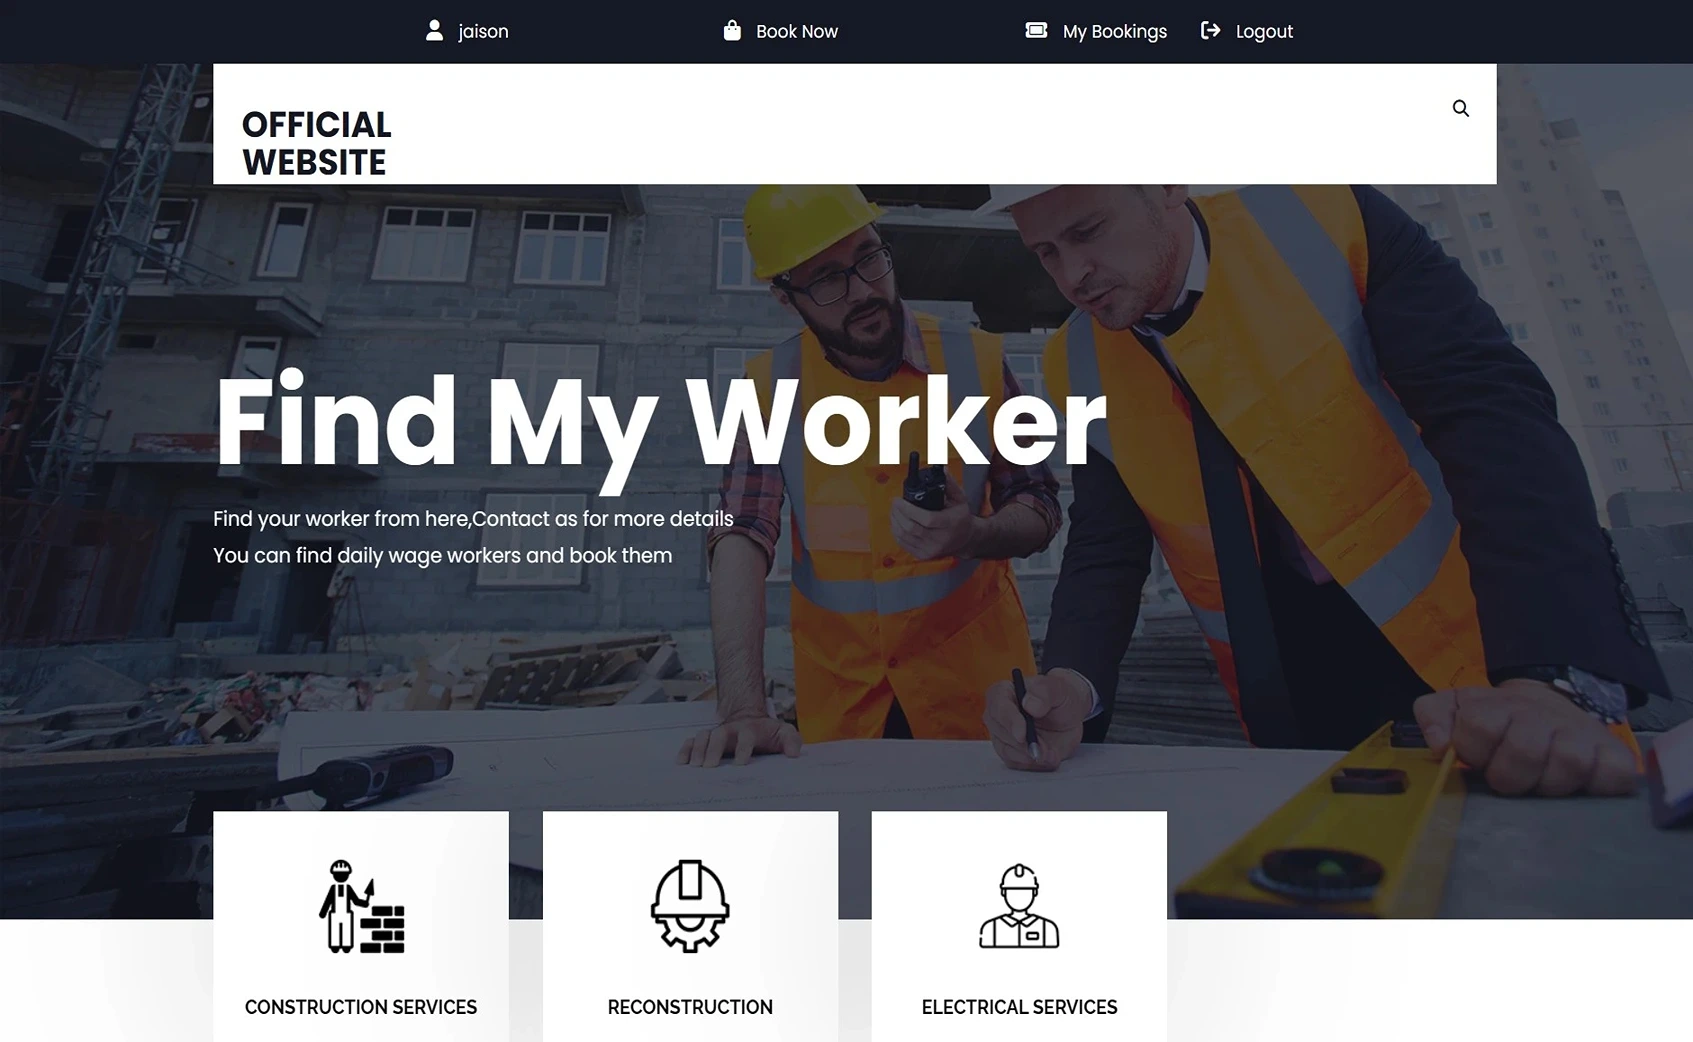 jaison
Book Now
My Bookings
Logout
OFFICIAL
WEBSITE
Find My Worker
Find your worker from here,Contact as for more details
You can find daily wage workers and book them
CONSTRUCTION SERVICES
RECONSTRUCTION
ELECTRICAL SERVICES